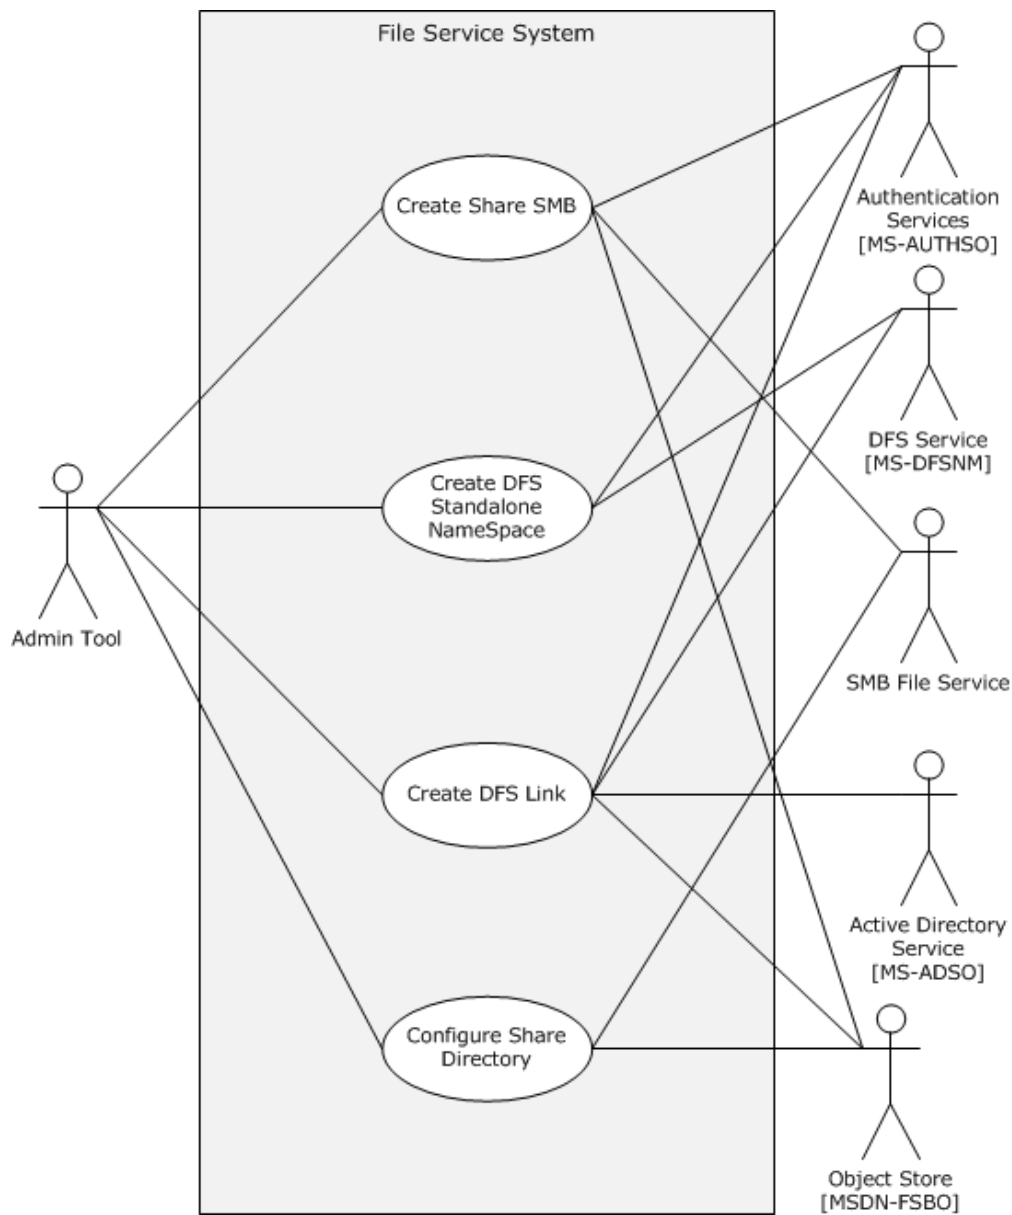 File Service System
Create Share SMB
Authentication
Services
[MS-AUTHSO]
DFS Service
[MS-DFSNM]
Create DFS
Standalone
NameSpace
Admin Tool
SMB File Service
Create DFS Link
Active Directory
Service
[MS-ADSO]
Configure Share
Directory
Object Store
[MSDN-FSBO]